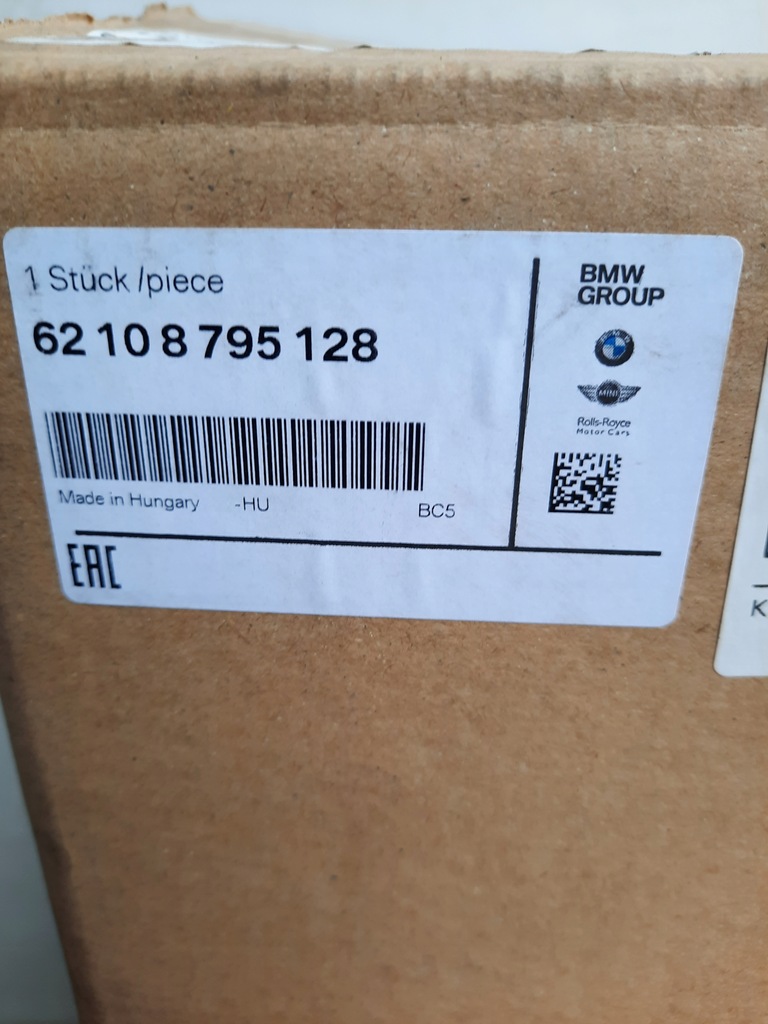 1 Stück /piece
62 10 8 795 128
Made in Hungary -HU BC5
EAC
BMW
GROUP
MINI
Rolls-Royce
Motor Cars
K